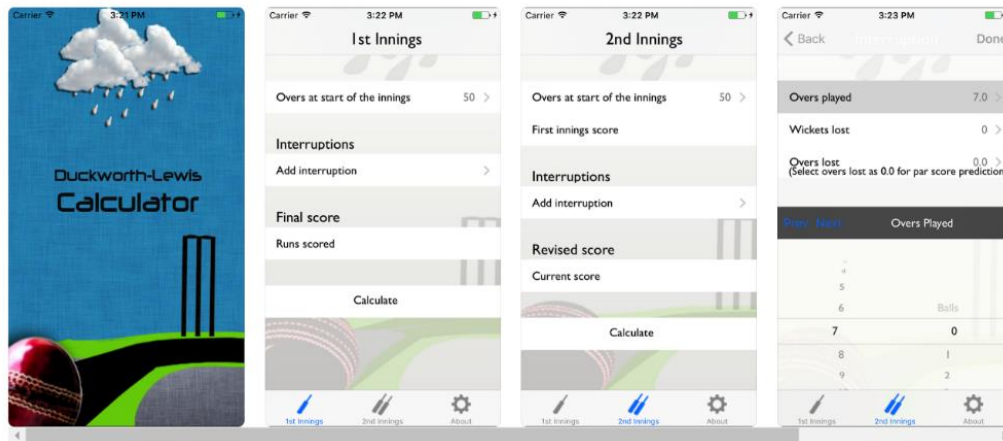 Carrier 3:21 PM
Duckworth-Lewis
Calculator
Carrier 3:22 PM
1st Innings
Overs at start of the innings 50
Interruptions
Add interruption
Final score
Runs scored
Calculate
1st Innings 2nd Innings About
Carrier 3:22 PM
2nd Innings
Overs at start of the innings 50
First innings score
Interruptions
Add interruption
Revised score
Current score
Calculate
1st Innings 2nd Innings About
Carrier 3:23 PM
Back Interruption Done
Overs played 7.0
Wickets lost 0
Overs lost 0.0
(Select overs lost as 0.0 for par score prediction
Prev Next Overs Played
5
6 Balls
7 0
8 1
9 2
1st Innings 2nd Innings About